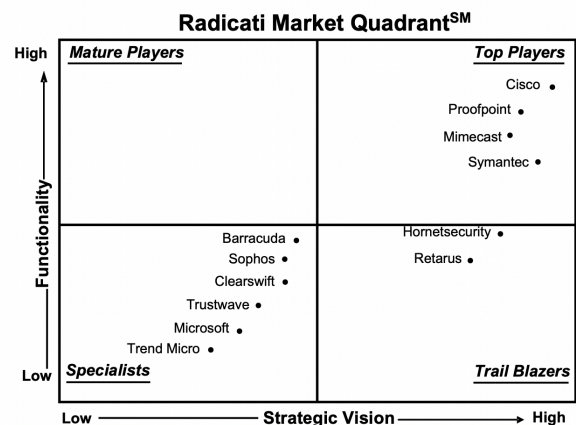 Radicati Market Quadrant℠
High
Mature Players
Top Players
Cisco
Proofpoint
Mimecast
Symantec
Functionality
Hornetsecurity
Barracuda
Sophos
Retarus
Clearswift
Trustwave
Microsoft
Trend Micro
Low
Specialists
Trail Blazers
Low
Strategic Vision
High